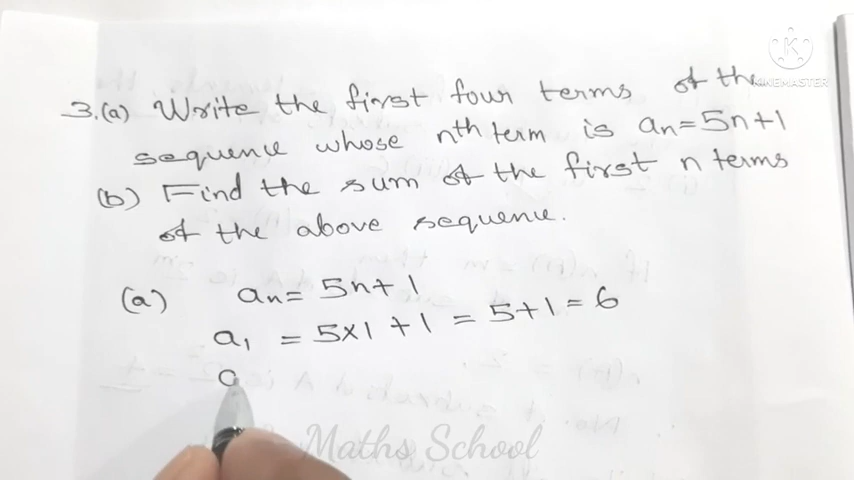 K
KINEMASTER
3.(a) Write the first four terms of the
sequence whose nth term is an=5n+1
(b) Find the sum of the first n terms
of the above sequence.
(a) an= 5n+1
a1 = 5×1 +1 = 5+1 = 6
a
Maths School